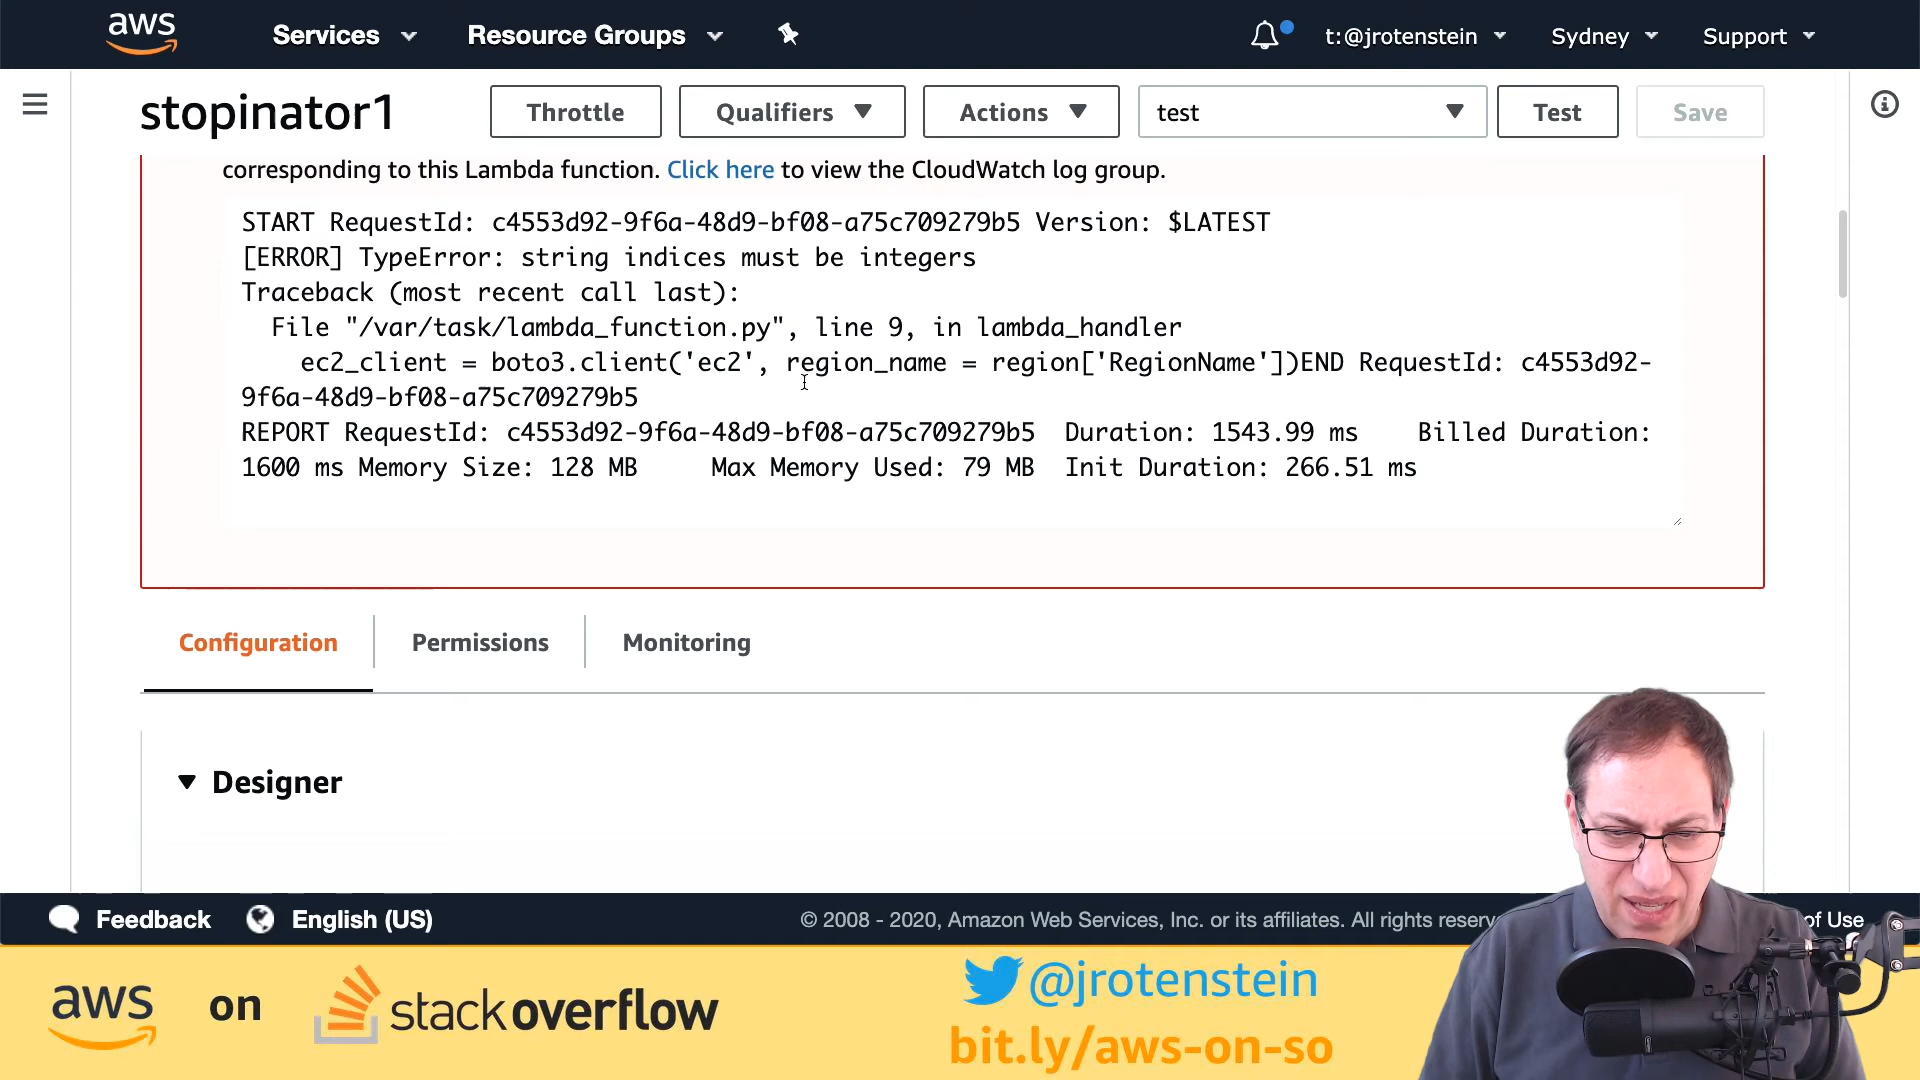 aws Services Resource Groups t:@jrotenstein Sydney Support
stopinator1 Throttle Qualifiers Actions test Test Save
corresponding to this Lambda function. Click here to view the CloudWatch log group.
START RequestId: c4553d92-9f6a-48d9-bf08-a75c709279b5 Version: $LATEST
[ERROR] TypeError: string indices must be integers
Traceback (most recent call last):
File "/var/task/lambda_function.py", line 9, in lambda_handler
ec2_client = boto3.client('ec2', region_name = region['RegionName'])END RequestId: c4553d92-
9f6a-48d9-bf08-a75c709279b5
REPORT RequestId: c4553d92-9f6a-48d9-bf08-a75c709279b5 Duration: 1543.99 ms Billed Duration:
1600 ms Memory Size: 128 MB Max Memory Used: 79 MB Init Duration: 266.51 ms
Configuration Permissions Monitoring
Designer
Feedback English (US) © 2008 - 2020, Amazon Web Services, Inc. or its affiliates. All rights of Use
aws on stackoverflow @jrotenstein
bit.ly/aws-on-so